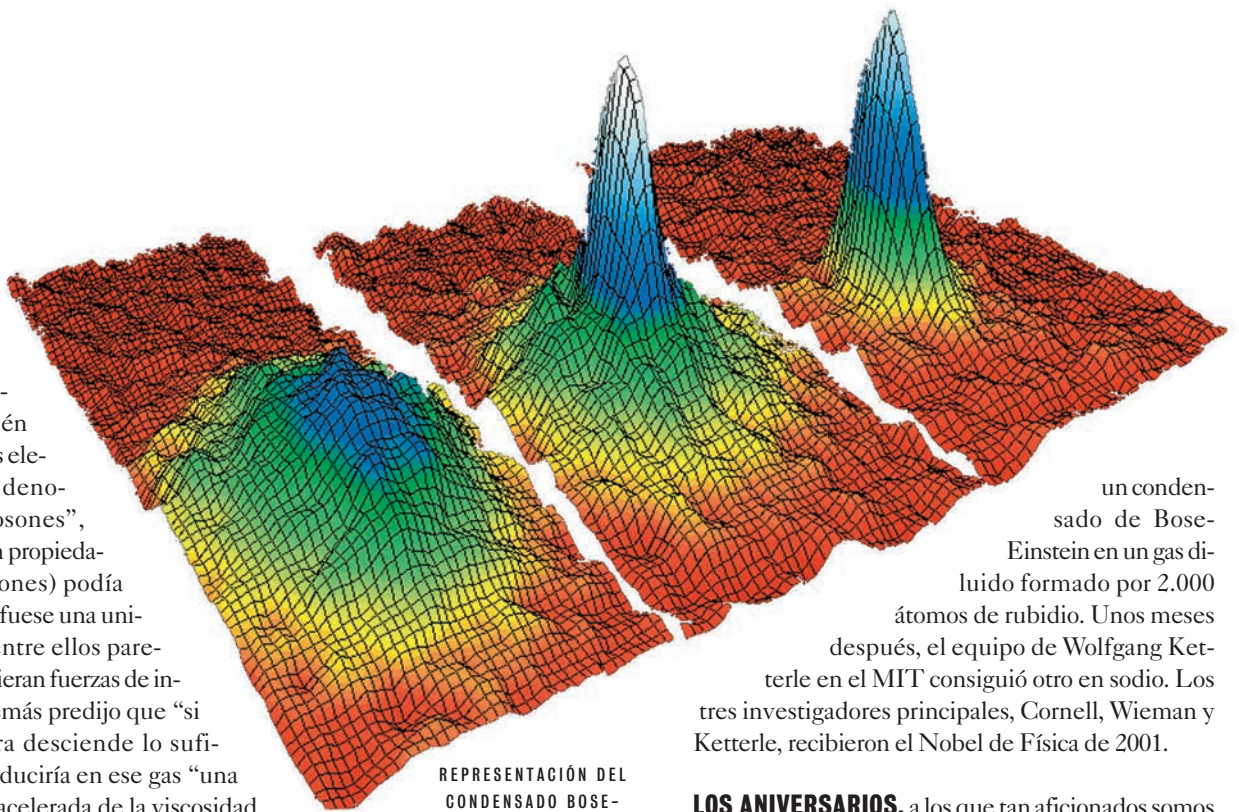 -
én
s ele-
deno-
osones”,
n propieda-
ones) podía
fuese una uni-
entre ellos pare-
ieran fuerzas de in-
emás predijo que “si
ra desciende lo sufi-
duciría en ese gas “una
acelerada de la viscosidad
REPRESENTACIÓN DEL
CONDENSADO BOSE-
un conden-
sado de Bose-
Einstein en un gas di-
luido formado por 2.000
átomos de rubidio. Unos meses
después, el equipo de Wolfgang Ket-
terle en el MIT consiguió otro en sodio. Los
tres investigadores principales, Cornell, Wieman y
Ketterle, recibieron el Nobel de Física de 2001.
LOS ANIVERSARIOS, a los que tan aficionados somos